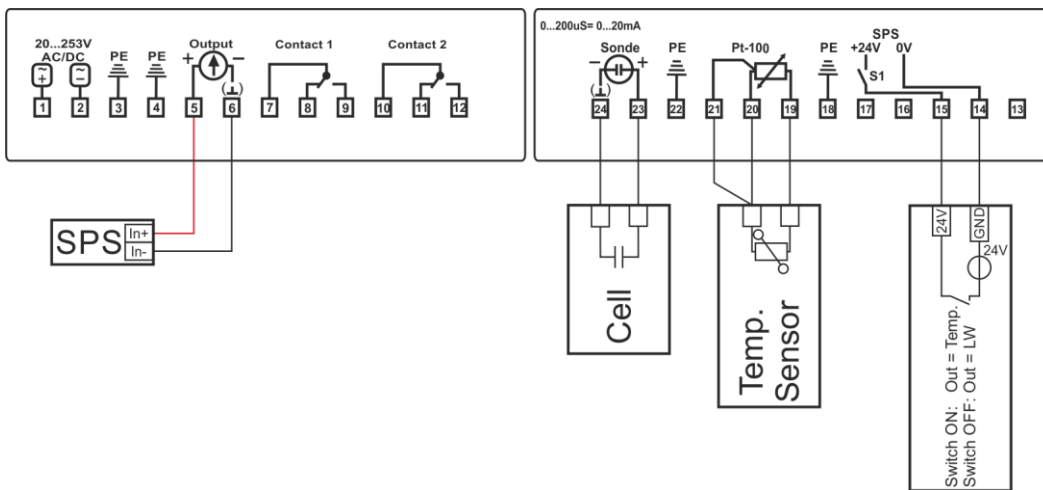 20...253V
AC/DC
PE
PE
Output
Contact 1
Contact 2
~
+
~
−
+
−
(⊥)
1
2
3
4
5
6
7
8
9
10
11
12
0...200uS= 0...20mA
Sonde
PE
Pt-100
PE
SPS
+24V
0V
−
+
(⊥)
S1
24
23
22
21
20
19
18
17
16
15
14
13
SPS
In+
In-
Cell
Temp.
Sensor
24V
GND
24V
Switch ON: Out = Temp.
Switch OFF: Out = LW